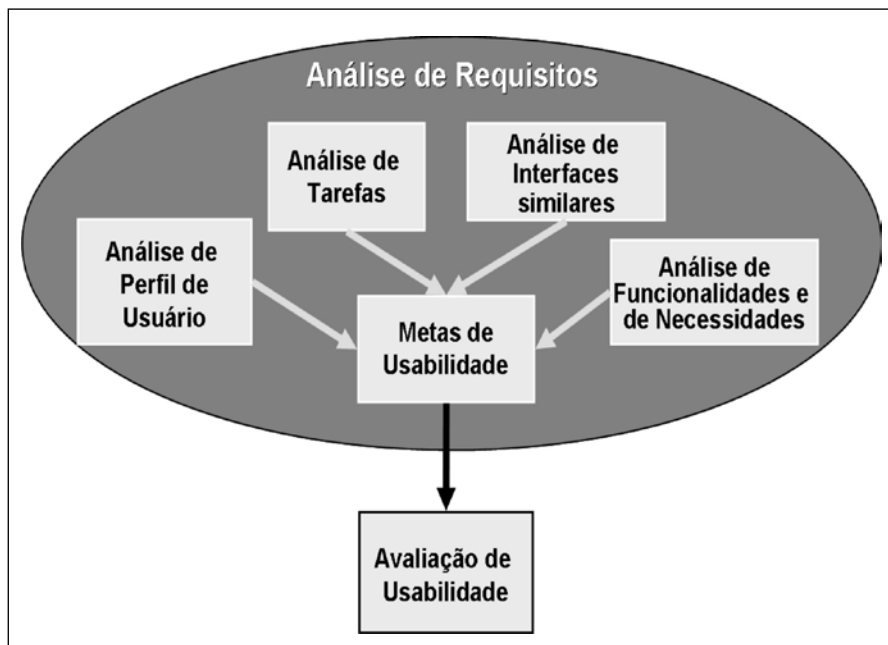 Análise de Requisitos
Análise de
Tarefas
Análise de
Interfaces
similares
Análise de
Perfil de
Usuário
Análise de
Funcionalidades e
de Necessidades
Metas de
Usabilidade
Avaliação de
Usabilidade